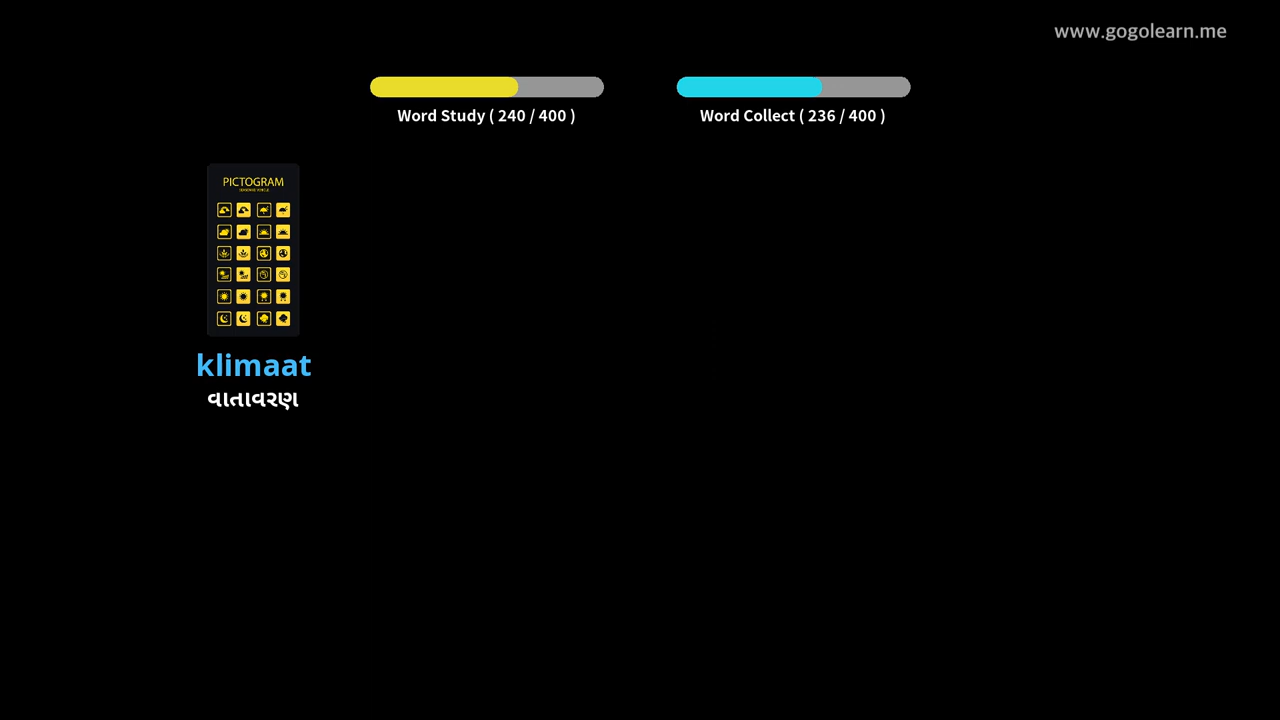 www.gogolearn.me
Word Study ( 240 / 400 )
Word Collect ( 236 / 400 )
PICTOGRAM
klimaat
વાતાવરણ